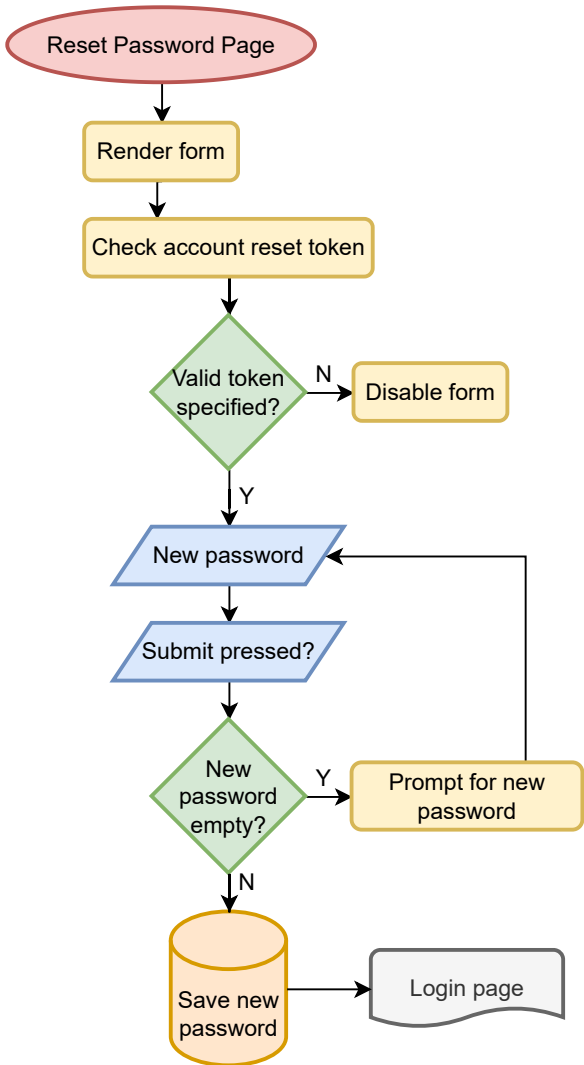 Reset Password Page
Render form
Check account reset token
Valid token
specified?
N
Disable form
Y
New password
Submit pressed?
New
password
empty?
Y
Prompt for new
password
N
Save new
password
Login page